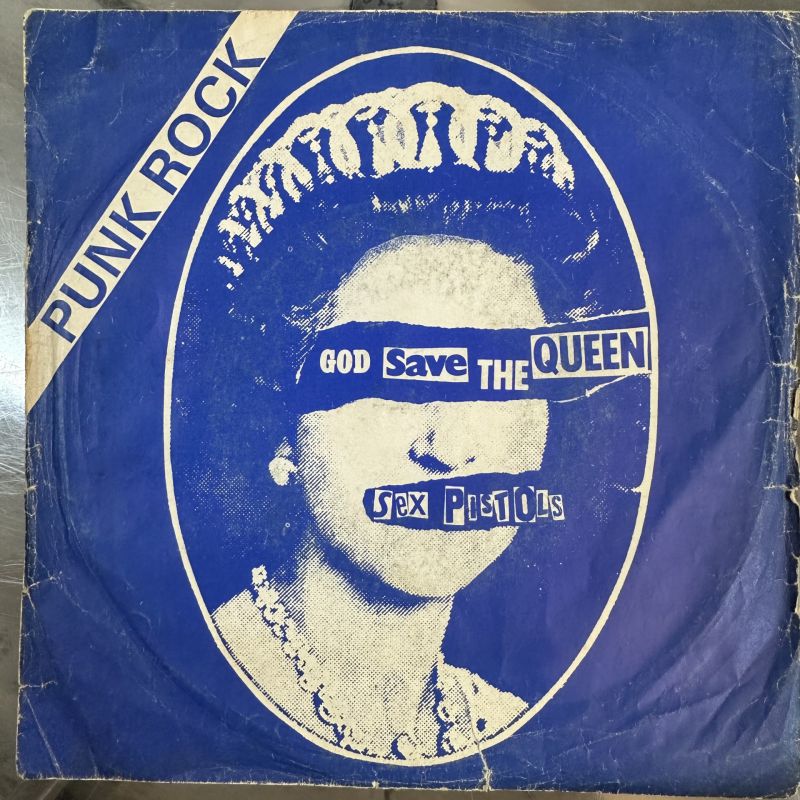 PUNK ROCK
GOD Save THE QUEEN
Sex PISTOLS